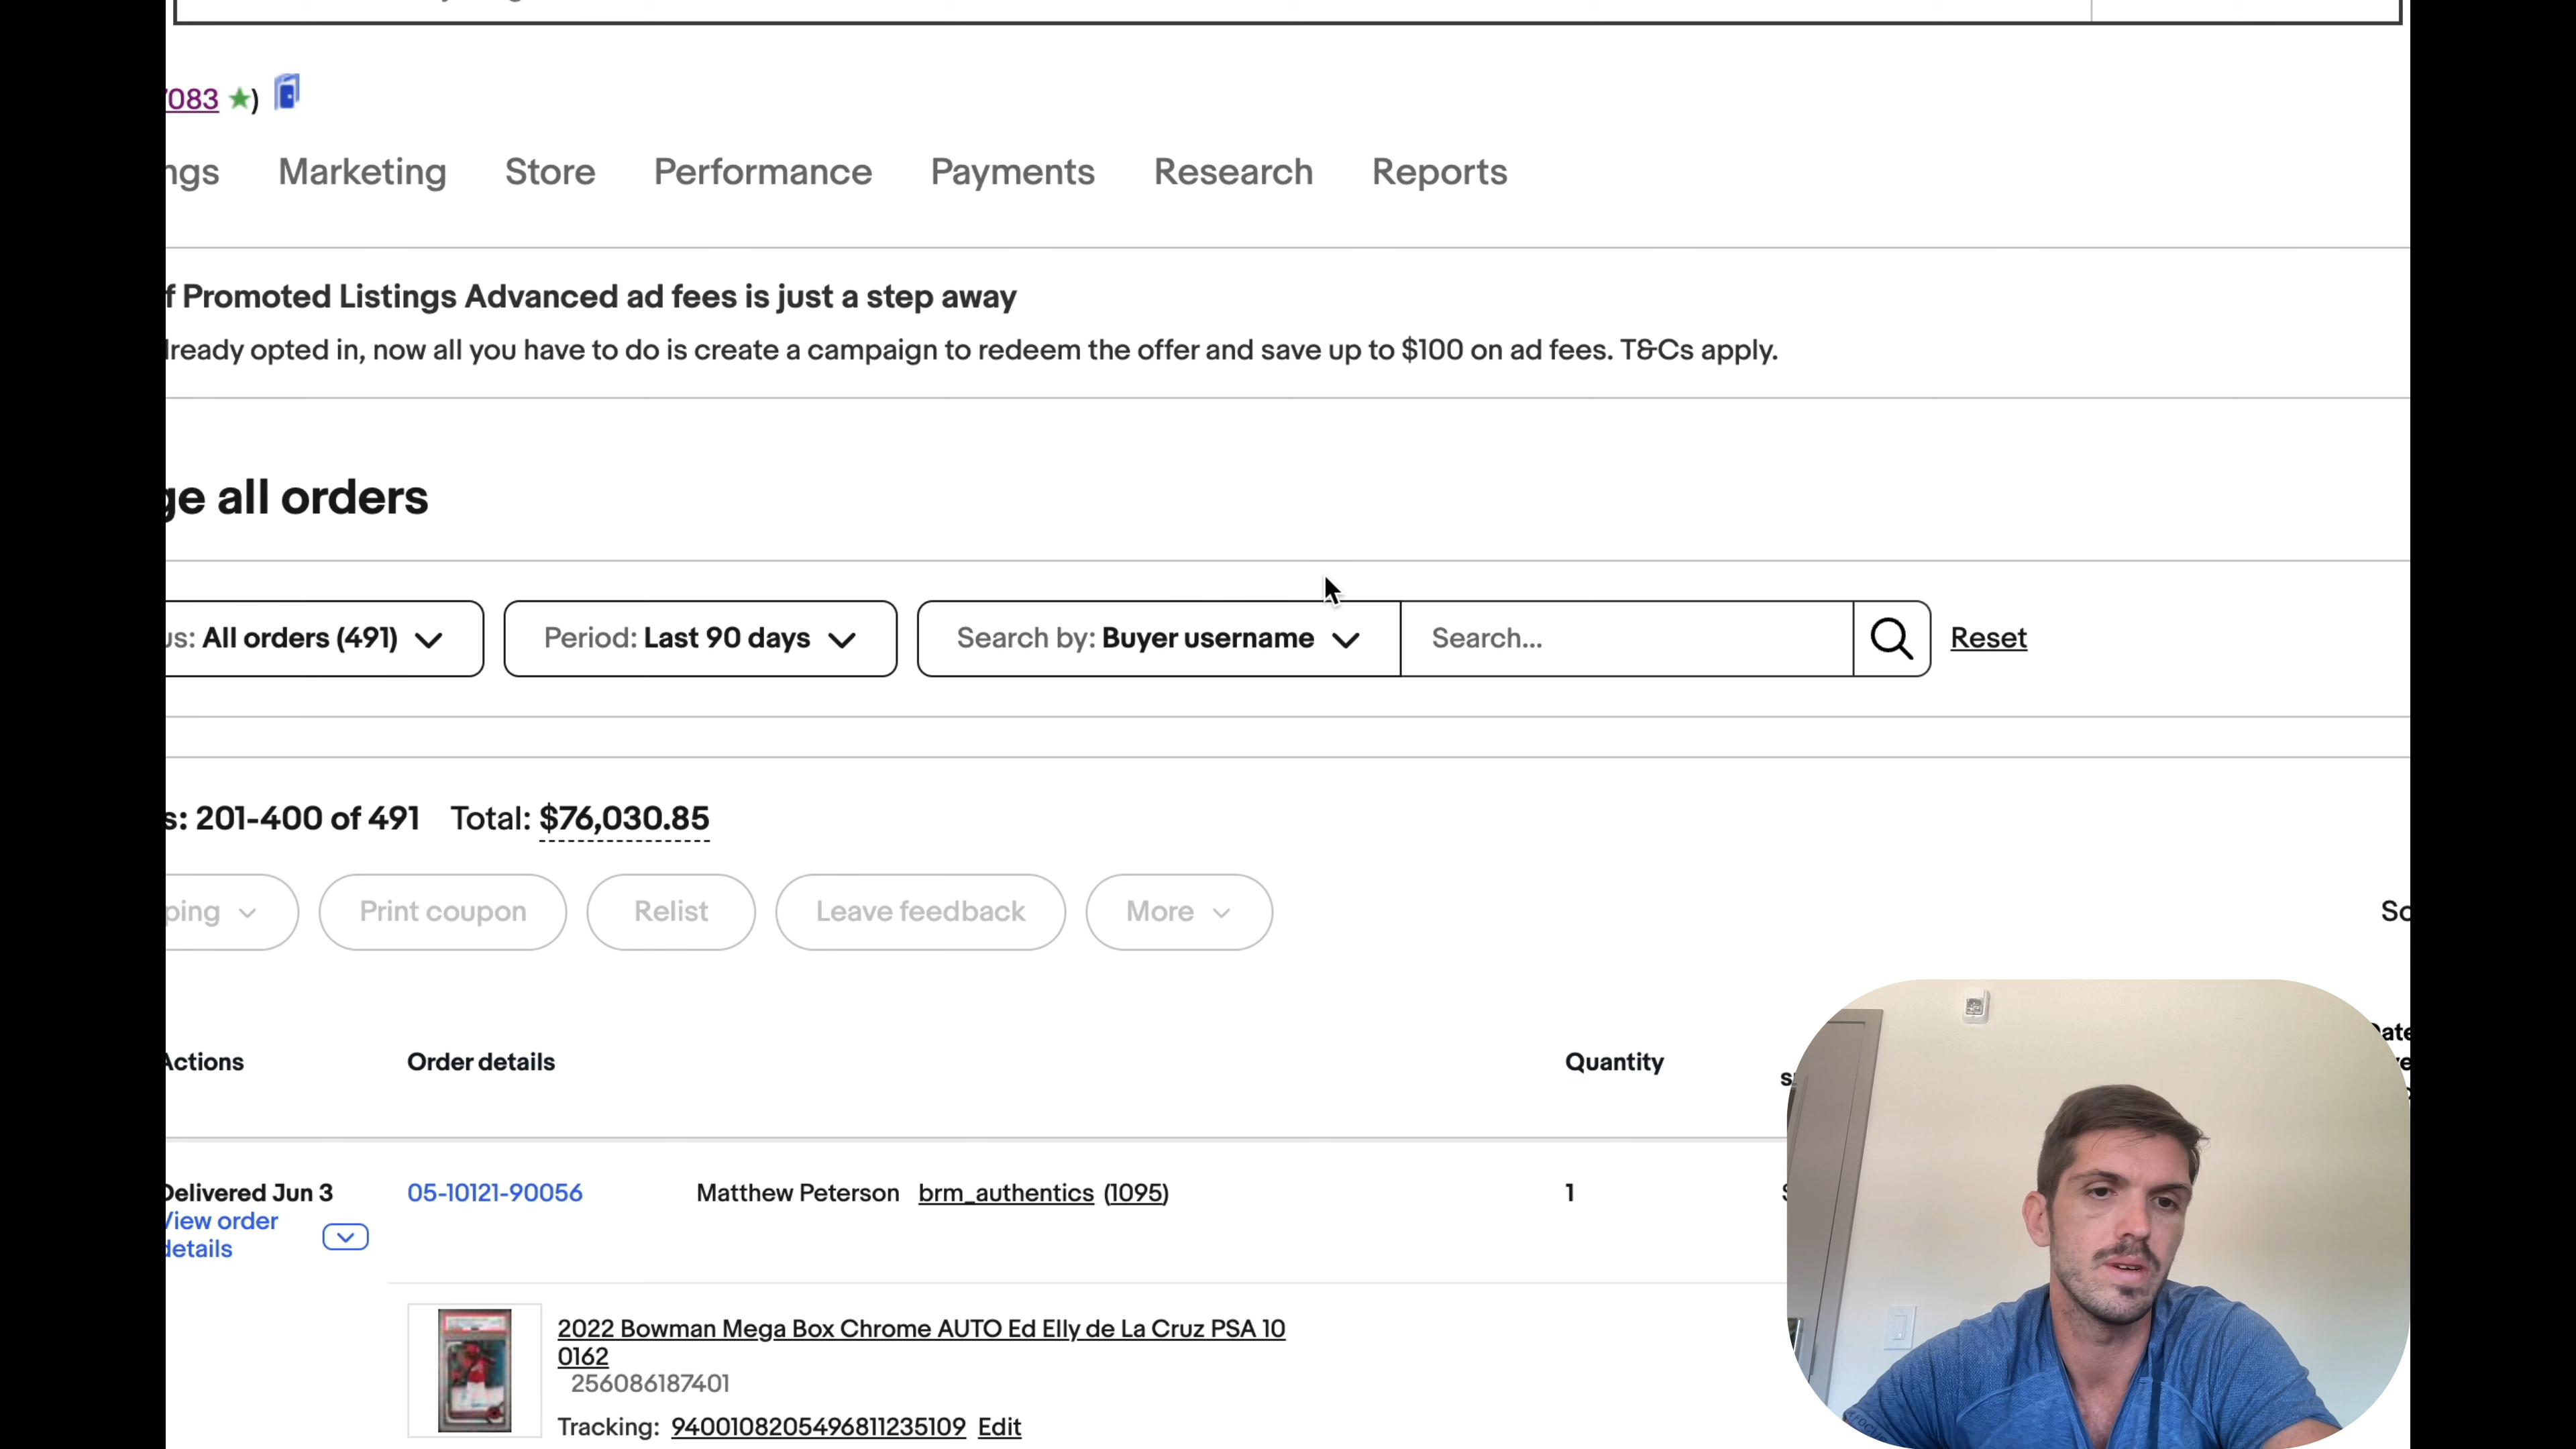 7083 )
ngs Marketing Store Performance Payments Research Reports
f Promoted Listings Advanced ad fees is just a step away
lready opted in, now all you have to do is create a campaign to redeem the offer and save up to $100 on ad fees. T&Cs apply.
ge all orders
us: All orders (491) Period: Last 90 days Search by: Buyer username Search... Reset
s: 201-400 of 491 Total: $76,030.85
ping Print coupon Relist Leave feedback More So
Actions Order details Quantity
Delivered Jun 3 05-10121-90056 Matthew Peterson brm_authentics (1095) 1
View order
details
2022 Bowman Mega Box Chrome AUTO Ed Elly de La Cruz PSA 10
0162
256086187401
Tracking: 9400108205496811235109 Edit